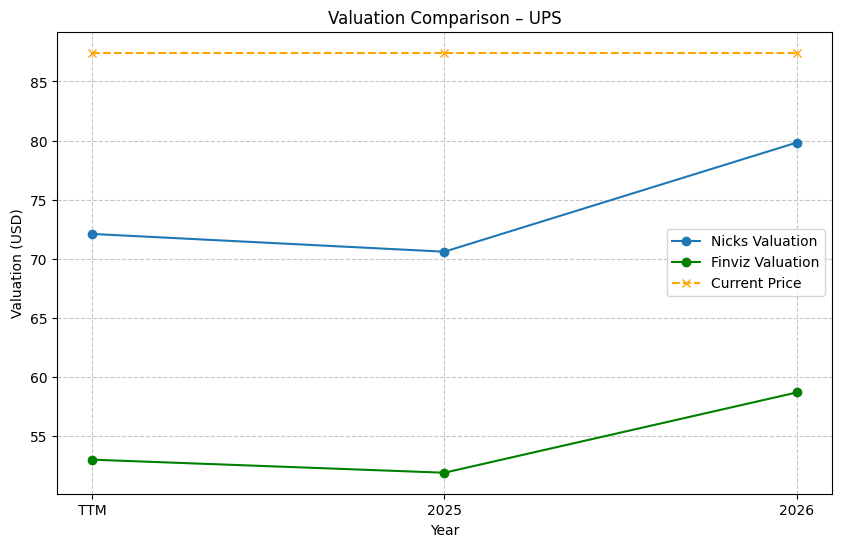 Valuation Comparison – UPS
Valuation (USD)
85
80
75
70
65
60
55
Nicks Valuation
Finviz Valuation
Current Price
TTM
2025
2026
Year